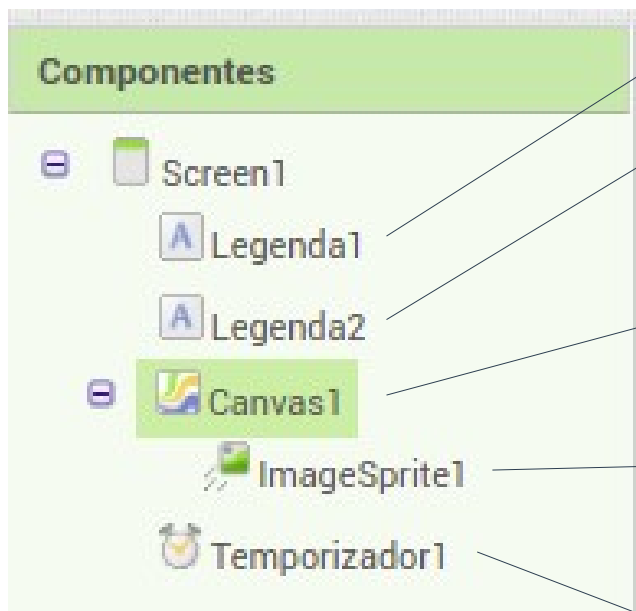 Componentes
Screen1
Legenda1
Legenda2
Canvas1
ImageSprite1
Temporizador1